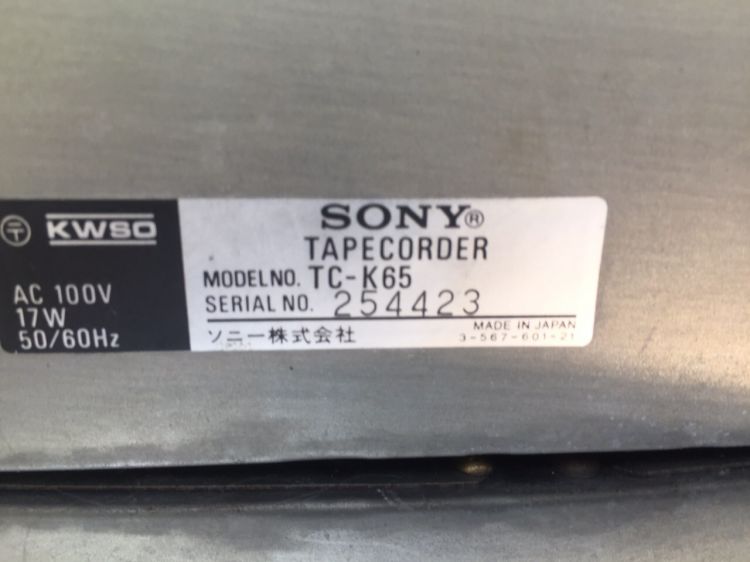 〒 KWSO
AC 100V
17W
50/60Hz
SONY®
TAPECORDER
MODEL NO. TC-K65
SERIAL NO. 254423
ソニー株式会社
MADE IN JAPAN
3-567-601-21